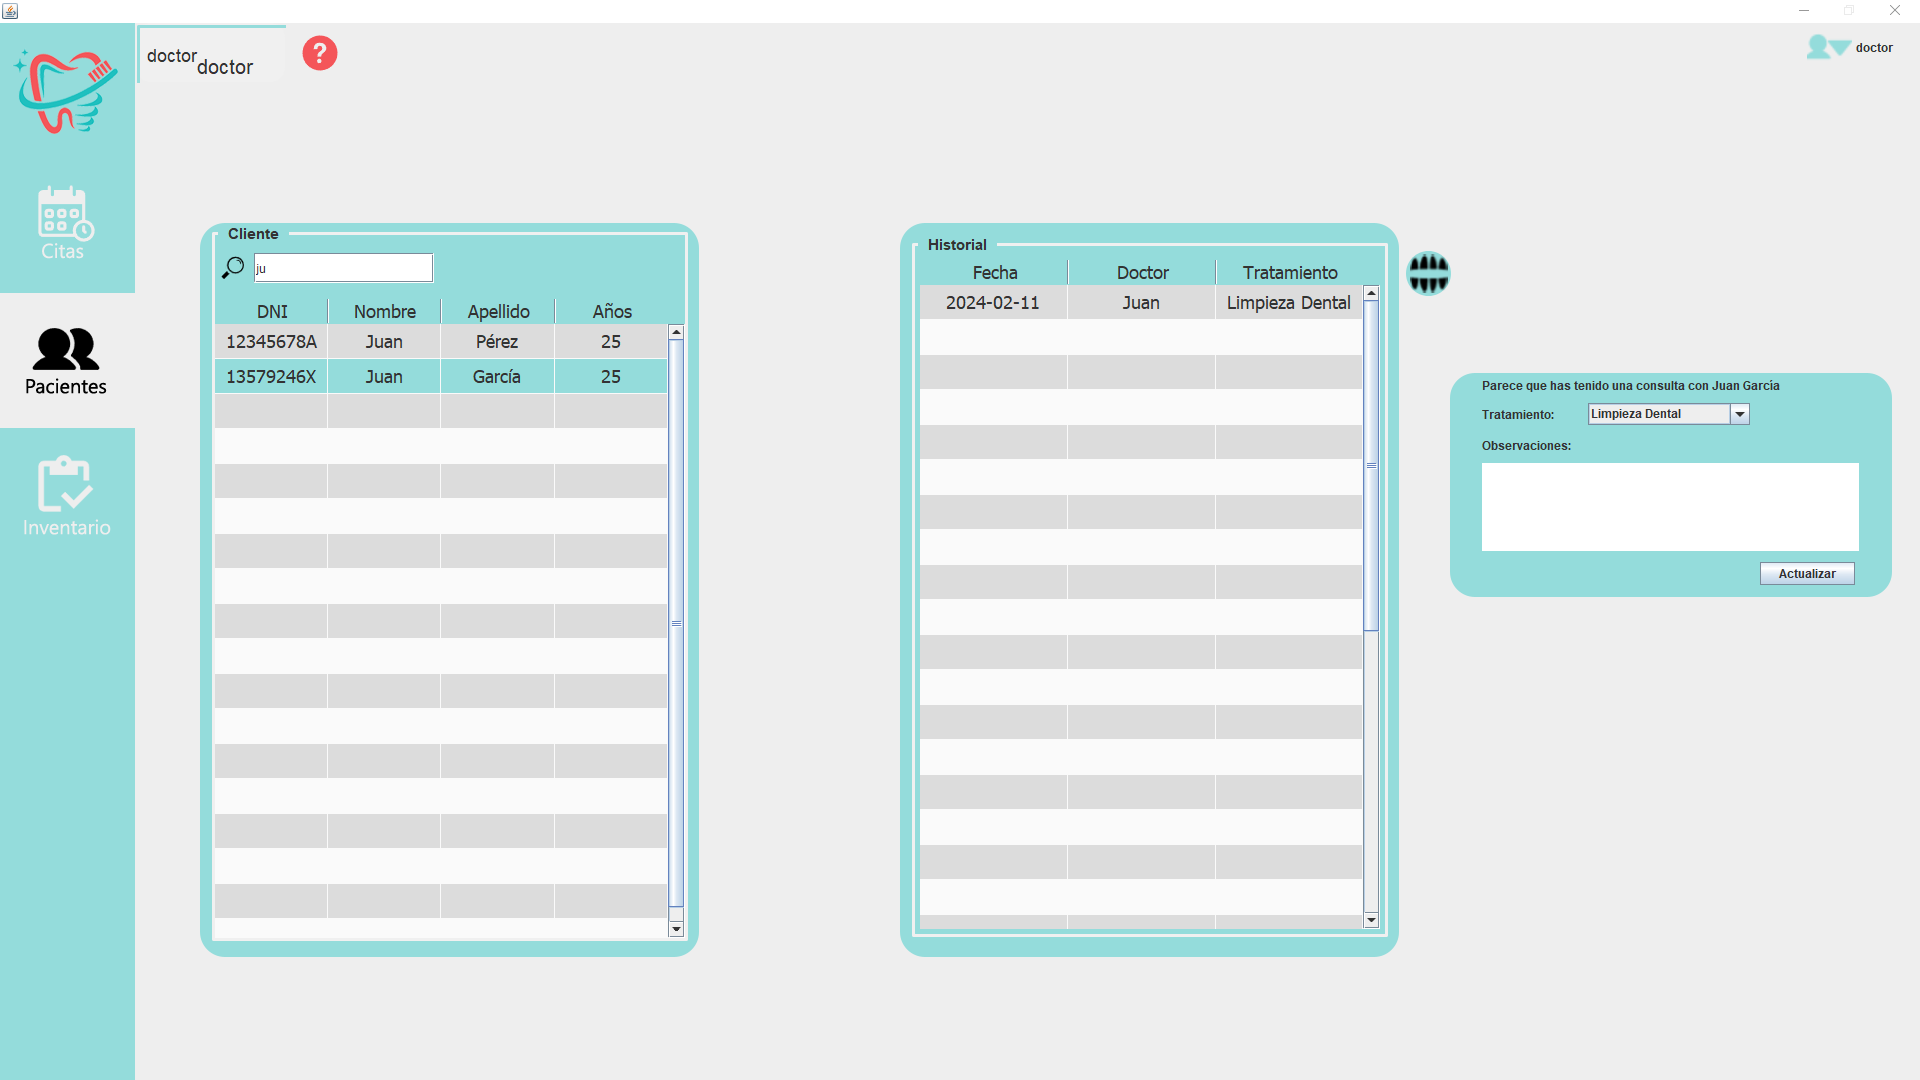 doctor
doctor
?
doctor
Citas
Pacientes
Inventario
Cliente
ju
DNI Nombre Apellido Años
12345678A Juan Pérez 25
13579246X Juan García 25
Historial
Fecha Doctor Tratamiento
2024-02-11 Juan Limpieza Dental
Parece que has tenido una consulta con Juan García
Tratamiento: Limpieza Dental
Observaciones:
Actualizar